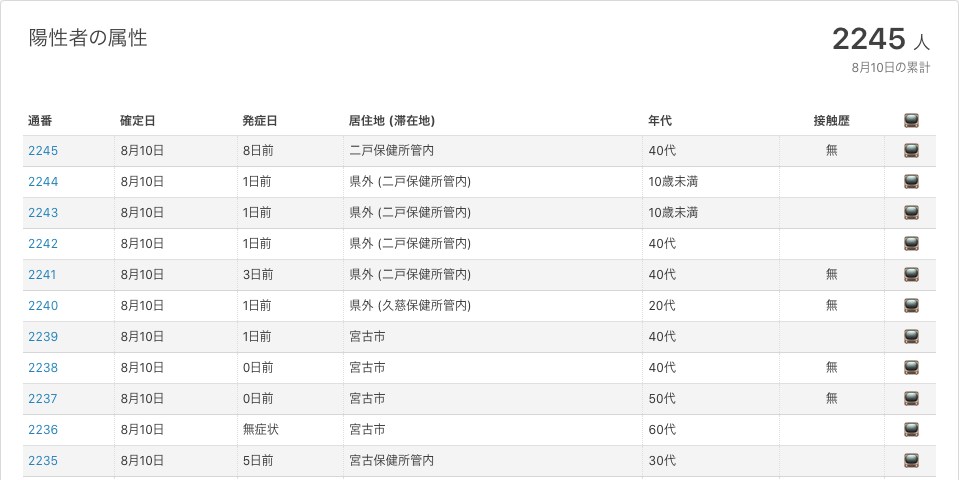 陽性者の属性
2245 人
8月10日の累計
通番 確定日 発症日 居住地 (滞在地) 年代 接触歴
2245 8月10日 8日前 二戸保健所管内 40代 無
2244 8月10日 1日前 県外 (二戸保健所管内) 10歳未満
2243 8月10日 1日前 県外 (二戸保健所管内) 10歳未満
2242 8月10日 1日前 県外 (二戸保健所管内) 40代
2241 8月10日 3日前 県外 (二戸保健所管内) 40代 無
2240 8月10日 1日前 県外 (久慈保健所管内) 20代 無
2239 8月10日 1日前 宮古市 40代
2238 8月10日 0日前 宮古市 40代 無
2237 8月10日 0日前 宮古市 50代 無
2236 8月10日 無症状 宮古市 60代
2235 8月10日 5日前 宮古保健所管内 30代